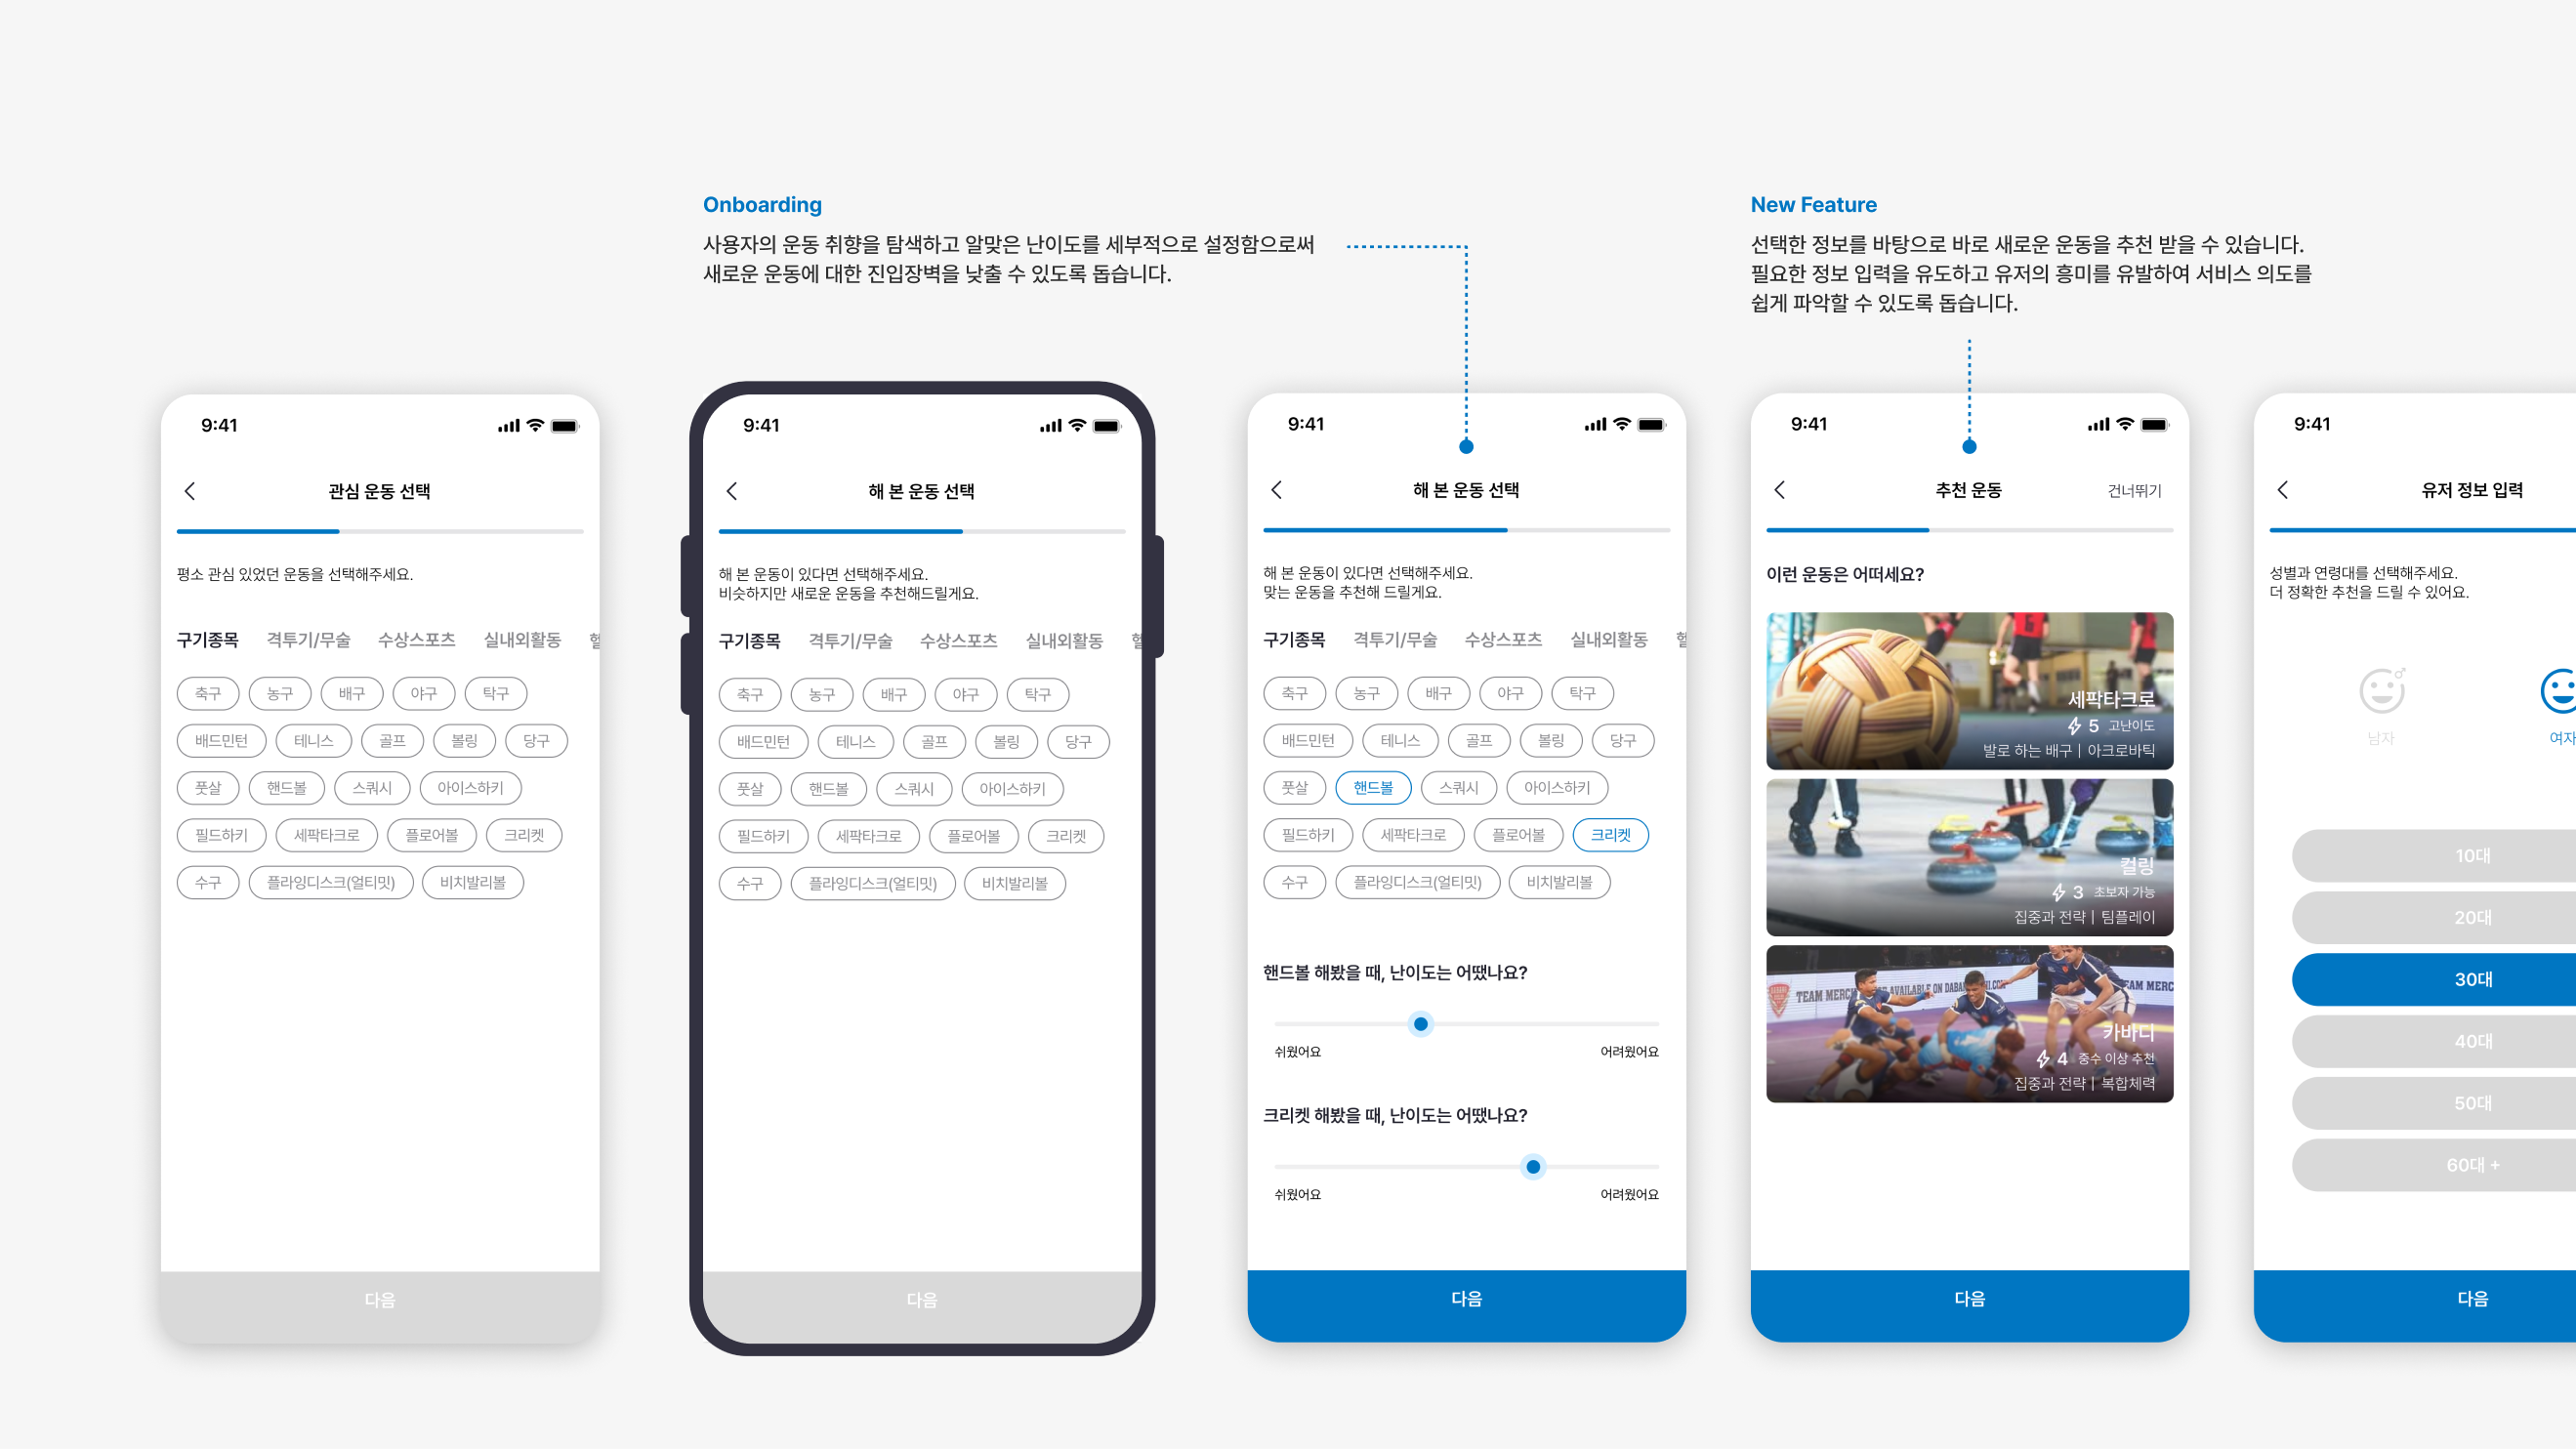 Onboarding
사용자의 운동 취향을 탐색하고 알맞은 난이도를 세부적으로 설정함으로써
새로운 운동에 대한 진입장벽을 낮출 수 있도록 돕습니다.
New Feature
선택한 정보를 바탕으로 바로 새로운 운동을 추천 받을 수 있습니다.
필요한 정보 입력을 유도하고 유저의 흥미를 유발하여 서비스 의도를
쉽게 파악할 수 있도록 돕습니다.
9:41
관심 운동 선택
평소 관심 있었던 운동을 선택해주세요.
구기종목 격투기/무술 수상스포츠 실내외활동
축구 농구 배구 야구 탁구
배드민턴 테니스 골프 볼링 당구
풋살 핸드볼 스쿼시 아이스하키
필드하키 세팍타크로 플로어볼 크리켓
수구 플라잉디스크(얼티밋) 비치발리볼
다음
9:41
해 본 운동 선택
해 본 운동이 있다면 선택해주세요.
비슷하지만 새로운 운동을 추천해드릴게요.
구기종목 격투기/무술 수상스포츠 실내외활동
축구 농구 배구 야구 탁구
배드민턴 테니스 골프 볼링 당구
풋살 핸드볼 스쿼시 아이스하키
필드하키 세팍타크로 플로어볼 크리켓
수구 플라잉디스크(얼티밋) 비치발리볼
다음
9:41
해 본 운동 선택
해 본 운동이 있다면 선택해주세요.
맞는 운동을 추천해 드릴게요.
구기종목 격투기/무술 수상스포츠 실내외활동
축구 농구 배구 야구 탁구
배드민턴 테니스 골프 볼링 당구
풋살 핸드볼 스쿼시 아이스하키
필드하키 세팍타크로 플로어볼 크리켓
수구 플라잉디스크(얼티밋) 비치발리볼
핸드볼 해봤을 때, 난이도는 어땠나요?
쉬웠어요 어려웠어요
크리켓 해봤을 때, 난이도는 어땠나요?
쉬웠어요 어려웠어요
다음
9:41
추천 운동 건너뛰기
이런 운동은 어떠세요?
세팍타크로
5 고난이도
발로 하는 배구 | 아크로바틱
컬링
3 초보자 가능
집중과 전략 | 팀플레이
TEAM AVAILABLE ON
카바디
4 중수 이상 추천
집중과 전략 | 복합체력
다음
9:41
유저 정보 입력
성별과 연령대를 선택해주세요.
더 정확한 추천을 드릴 수 있어요.
남자 여자
10대
20대
30대
40대
50대
60대 +
다음